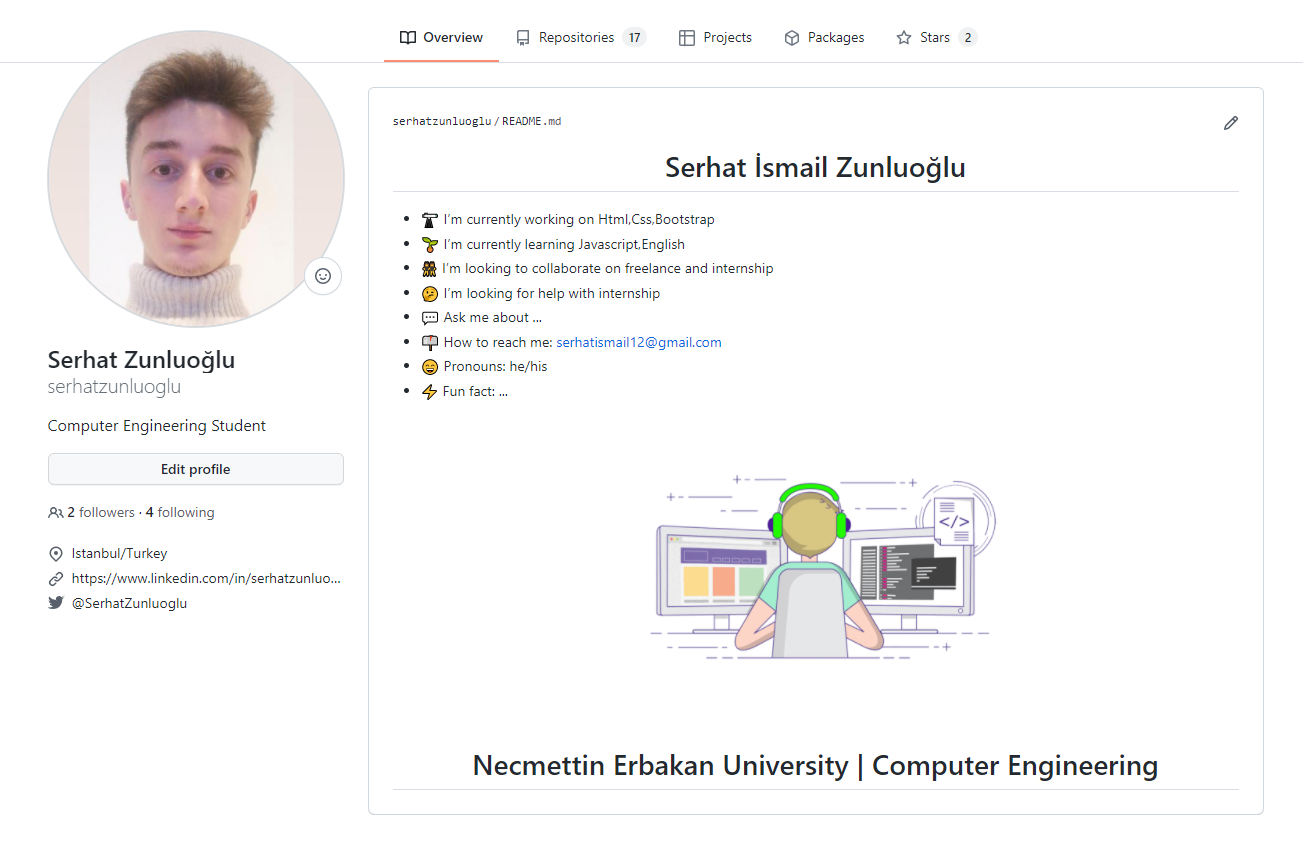 Overview Repositories 17 Projects Packages Stars 2
serhatzunluoglu / README.md
Serhat İsmail Zunluoğlu
I'm currently working on Html,Css,Bootstrap
I'm currently learning Javascript,English
I'm looking to collaborate on freelance and internship
I'm looking for help with internship
Ask me about ...
How to reach me: serhatismail12@gmail.com
Pronouns: he/his
Fun fact: ...
</>
Necmettin Erbakan University | Computer Engineering
Serhat Zunluoğlu
serhatzunluoglu
Computer Engineering Student
Edit profile
2 followers · 4 following
Istanbul/Turkey
https://www.linkedin.com/in/serhatzunluo...
@SerhatZunluoglu